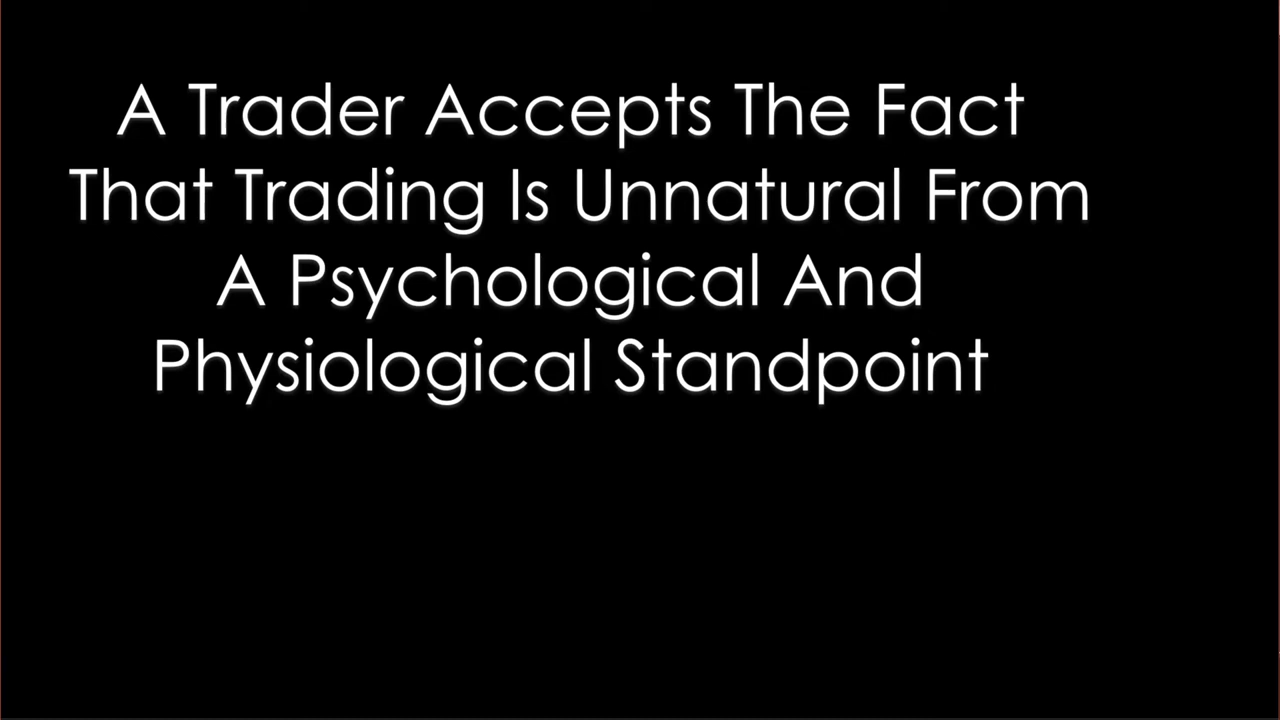 A Trader Accepts The Fact
That Trading Is Unnatural From
A Psychological And
Physiological Standpoint